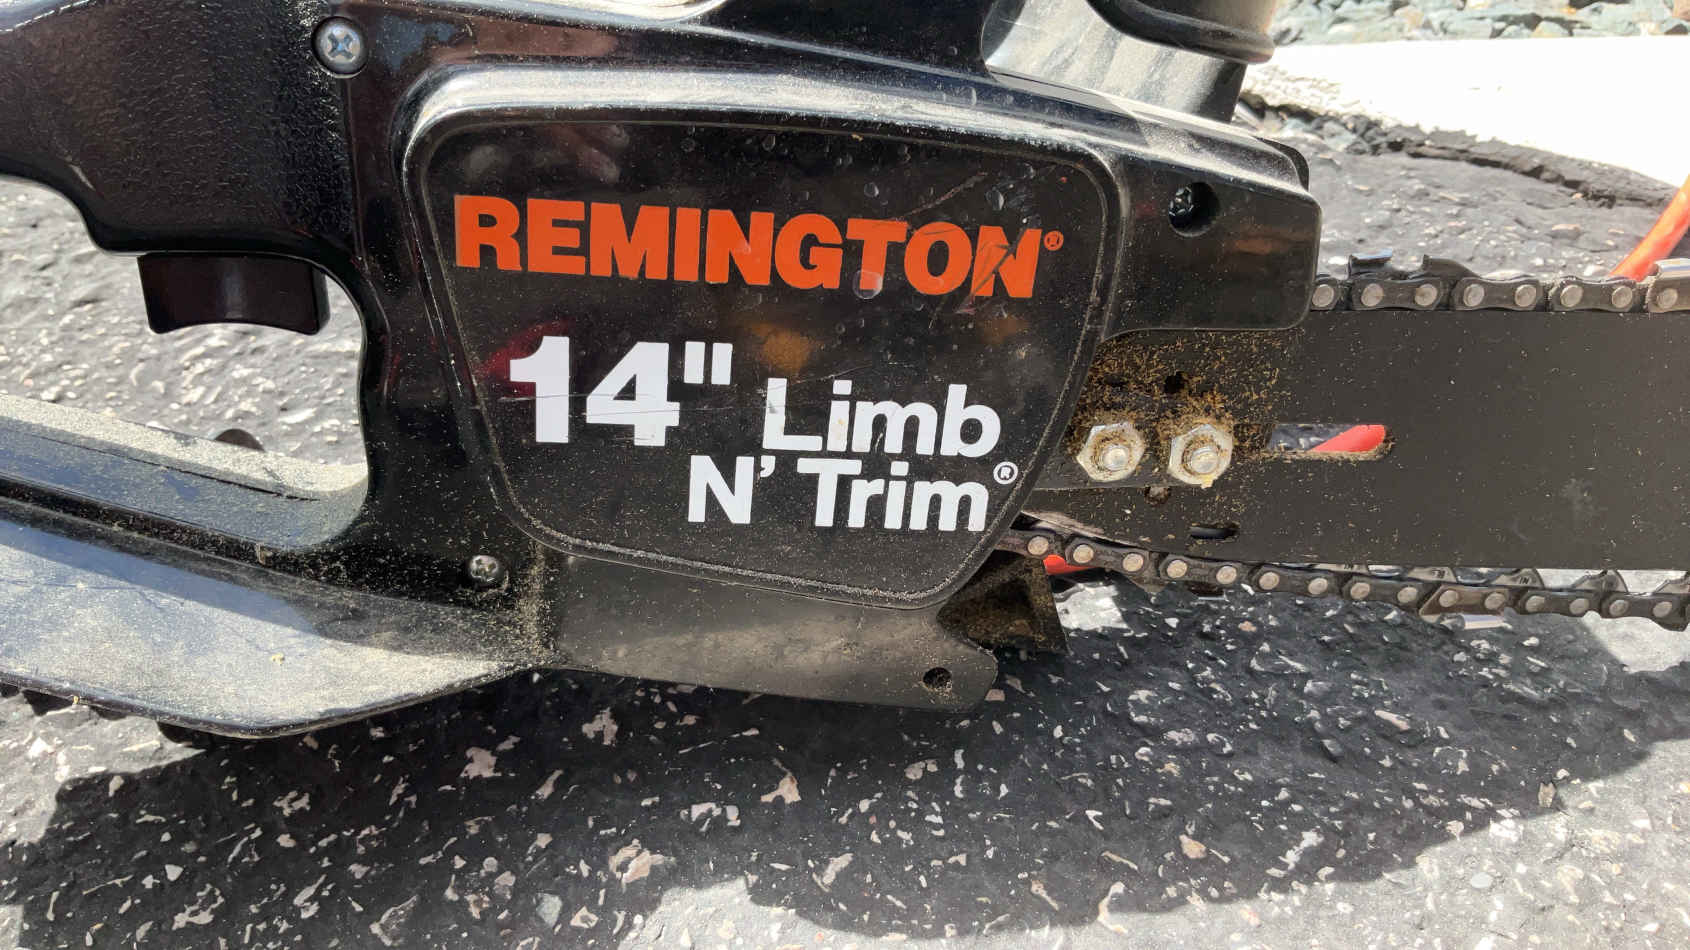 REMINGTON®
14" Limb
N' Trim®